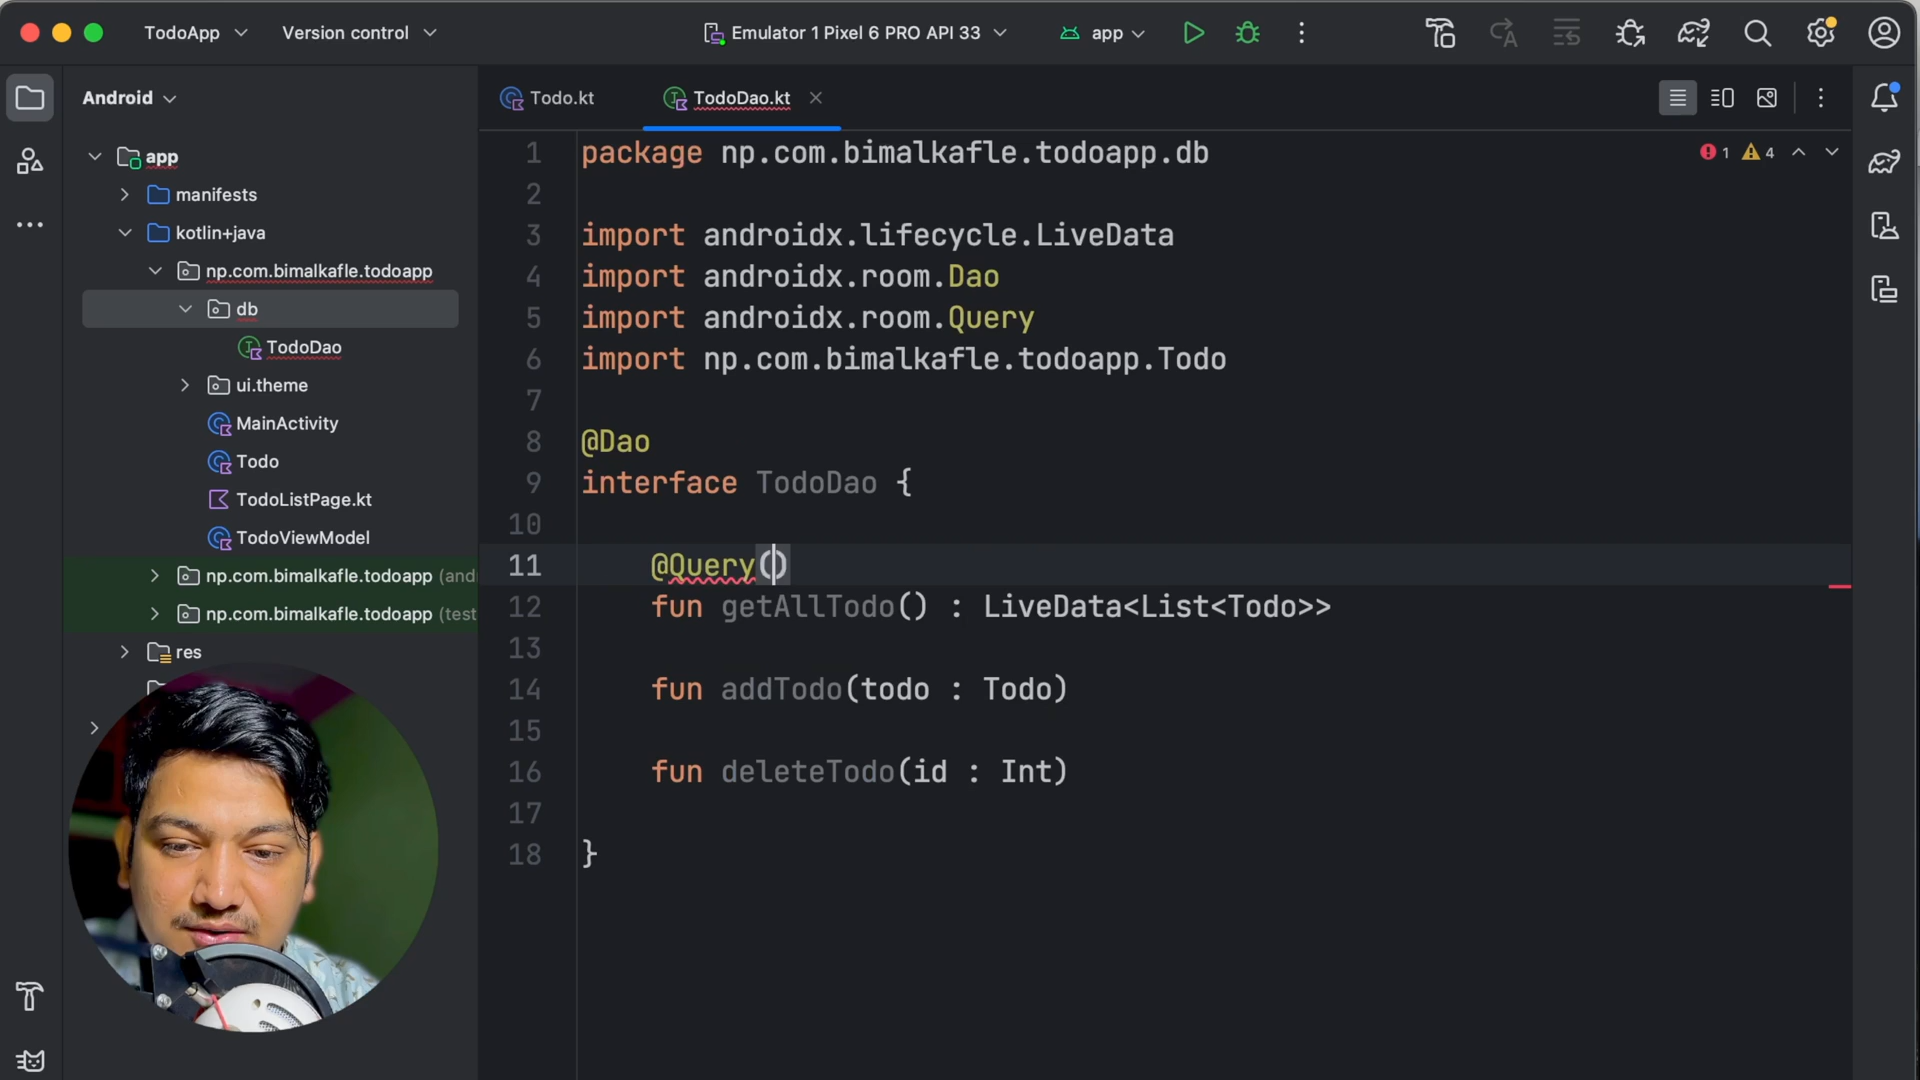 TodoApp
Version control
Emulator 1 Pixel 6 PRO API 33
app
Android
Todo.kt
TodoDao.kt
app
manifests
kotlin+java
np.com.bimalkafle.todoapp
db
TodoDao
ui.theme
MainActivity
Todo
TodoListPage.kt
TodoViewModel
np.com.bimalkafle.todoapp (and
np.com.bimalkafle.todoapp (test
res
1 package np.com.bimalkafle.todoapp.db
1 4
2
3 import androidx.lifecycle.LiveData
4 import androidx.room.Dao
5 import androidx.room.Query
6 import np.com.bimalkafle.todoapp.Todo
7
8 @Dao
9 interface TodoDao {
10
11 @Query()
12 fun getAllTodo() : LiveData<List<Todo>>
13
14 fun addTodo(todo : Todo)
15
16 fun deleteTodo(id : Int)
17
18 }